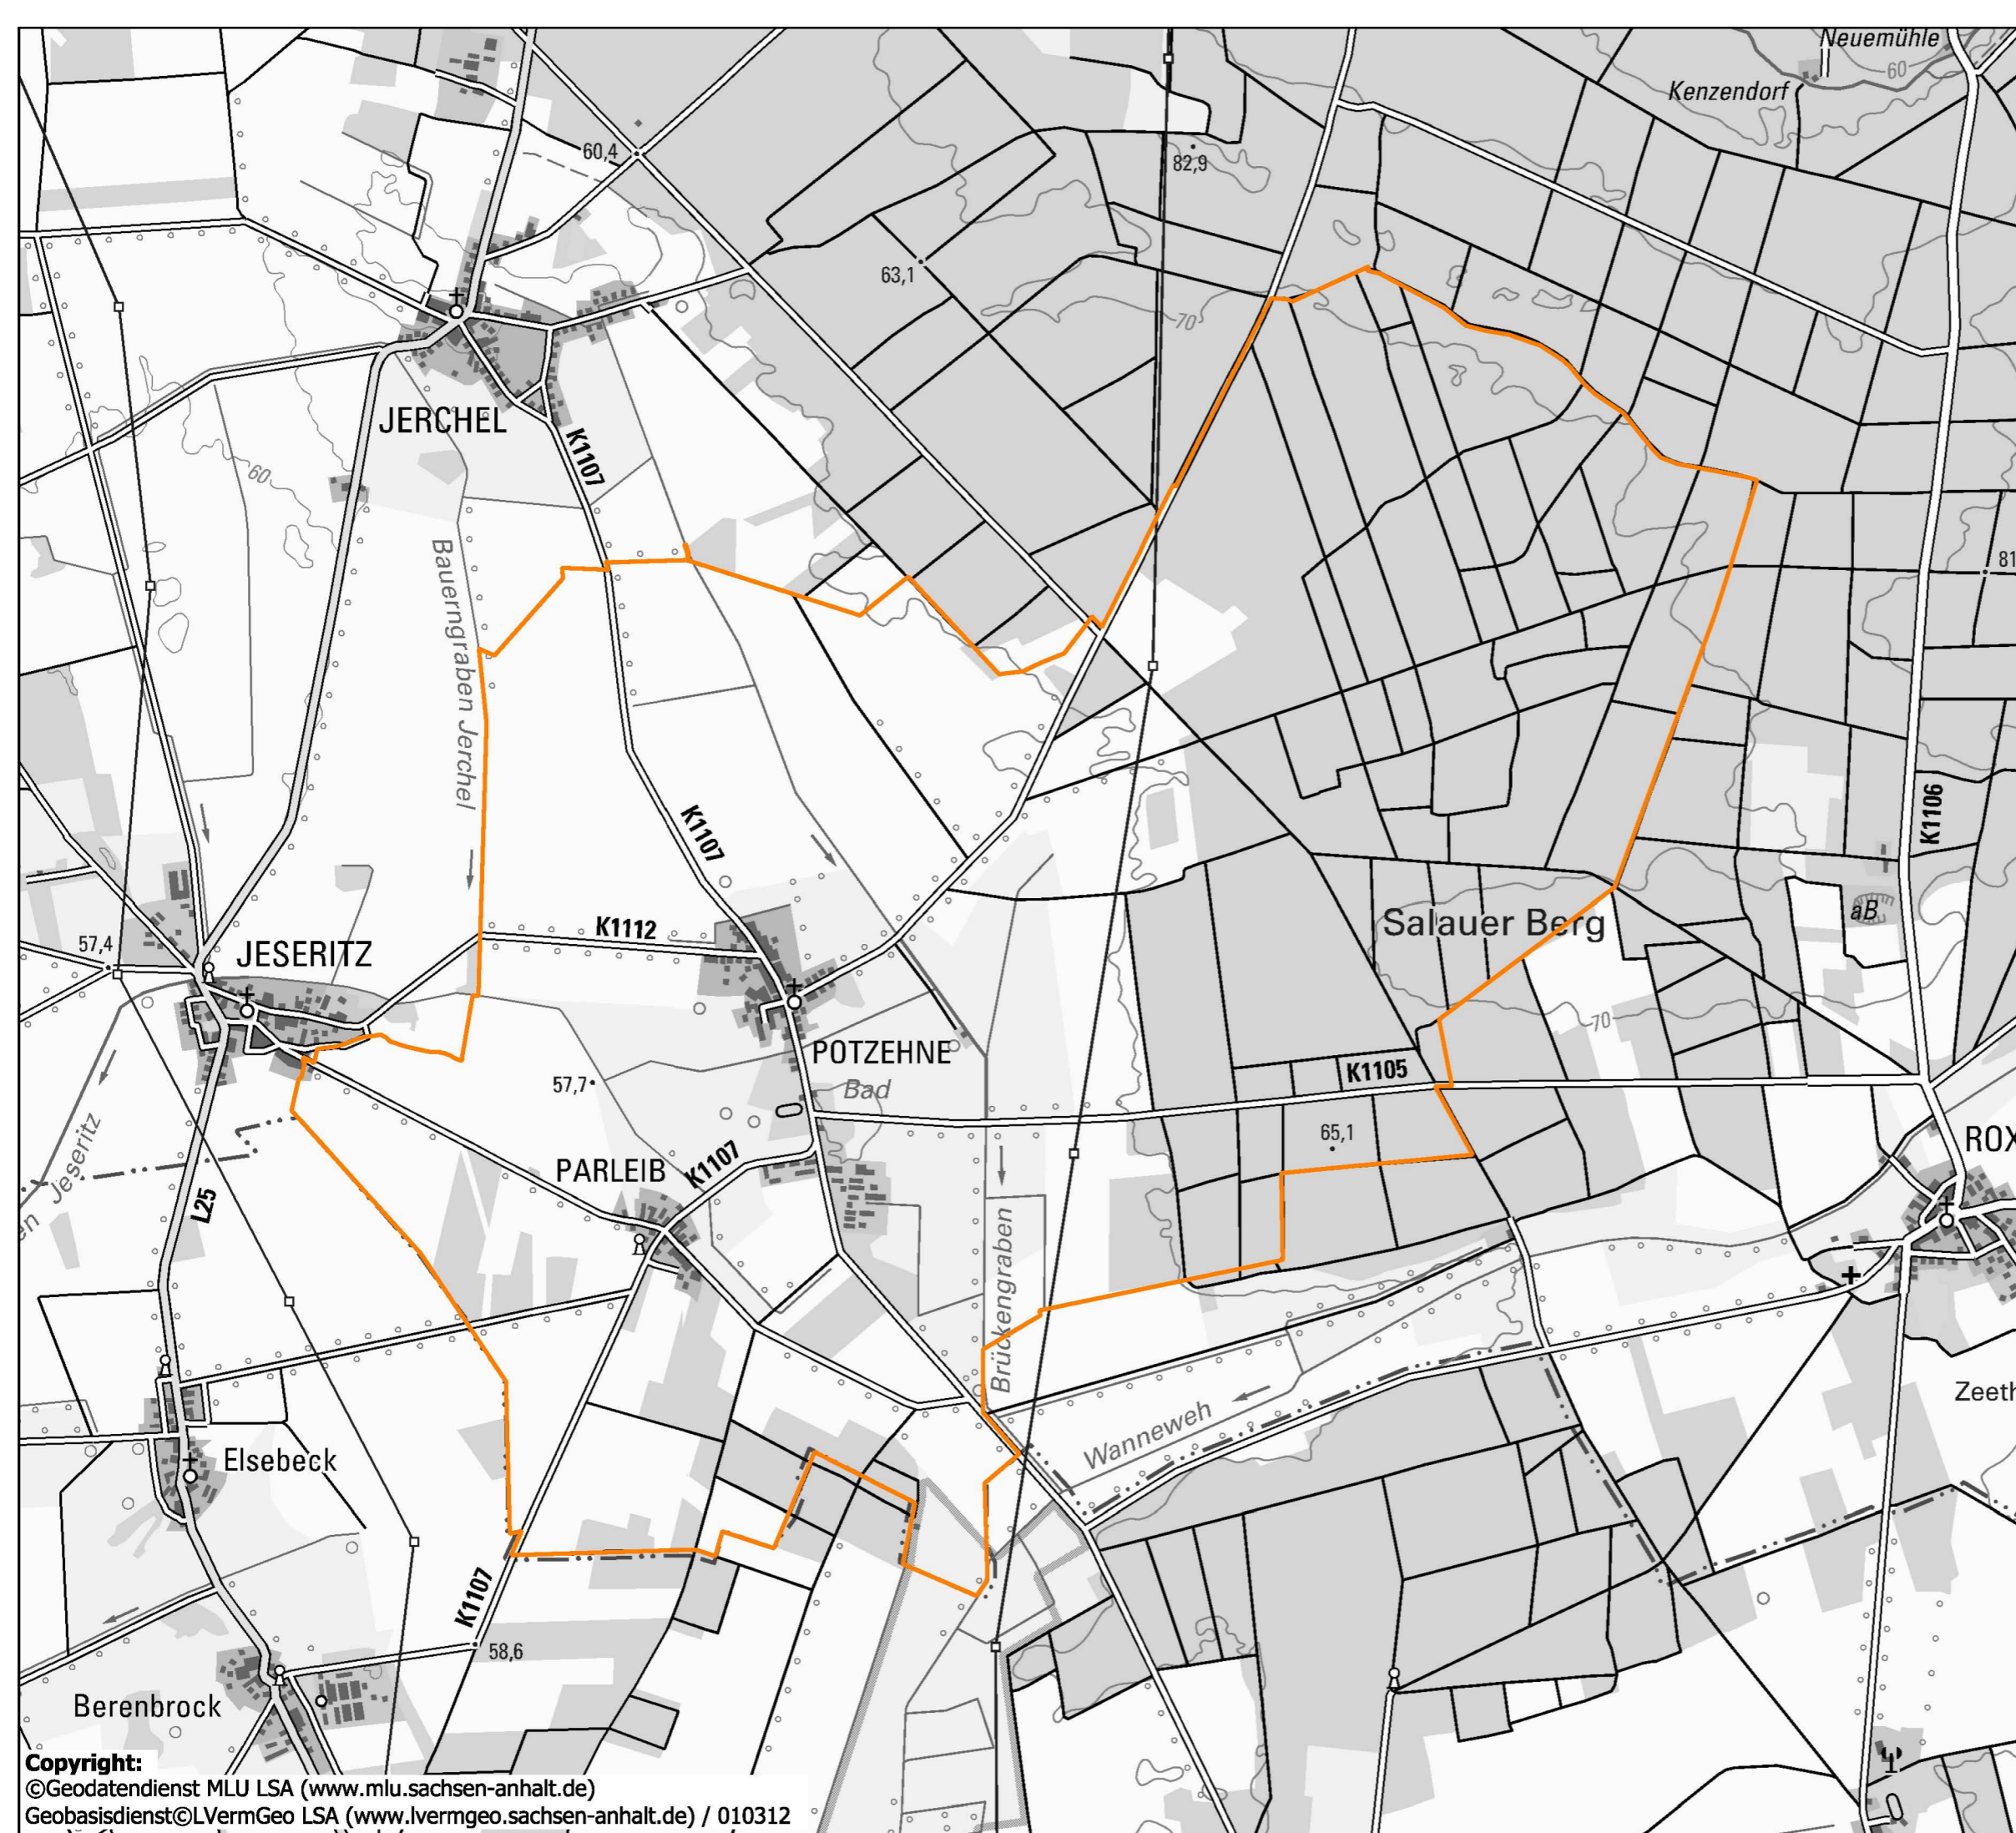 Neuemühle
60
Kenzendorf
60,4
82,9
63,1
70
JERCHEL
K1107
60
81
Bauerngraben Jerchel
K1106
K1107
aB
Salauer Berg
K1112
57,4
JESERITZ
70
POTZEHNE
Bad
K1105
57,7
65,1
ROX
Jeseritz
PARLEIB
K1107
L25
Brückengraben
Zeeth
Wanneweh
Elsebeck
K1107
58,6
Berenbrock
Copyright:
©Geodatendienst MLU LSA (www.mlu.sachsen-anhalt.de)
Geobasisdienst©LVermGeo LSA (www.lvermgeo.sachsen-anhalt.de) / 010312